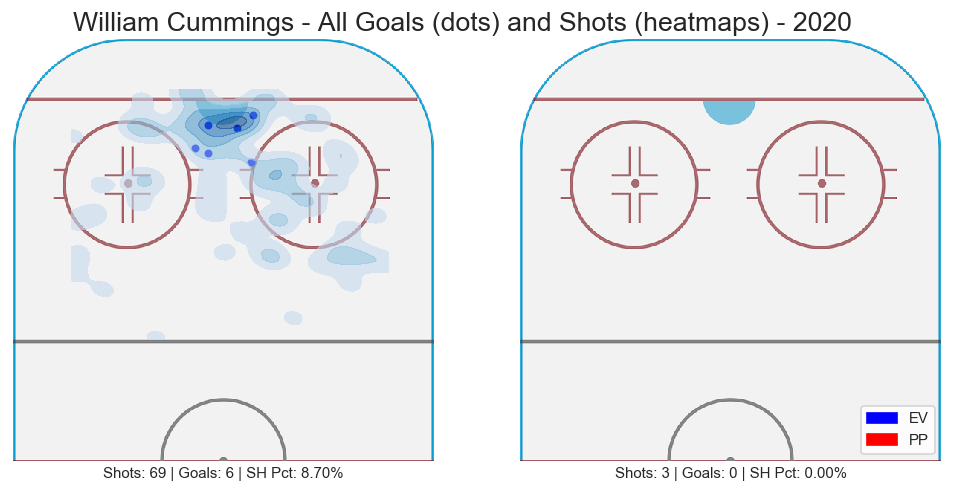 William Cummings - All Goals (dots) and Shots (heatmaps) - 2020
EV
PP
Shots: 69 | Goals: 6 | SH Pct: 8.70%
Shots: 3 | Goals: 0 | SH Pct: 0.00%